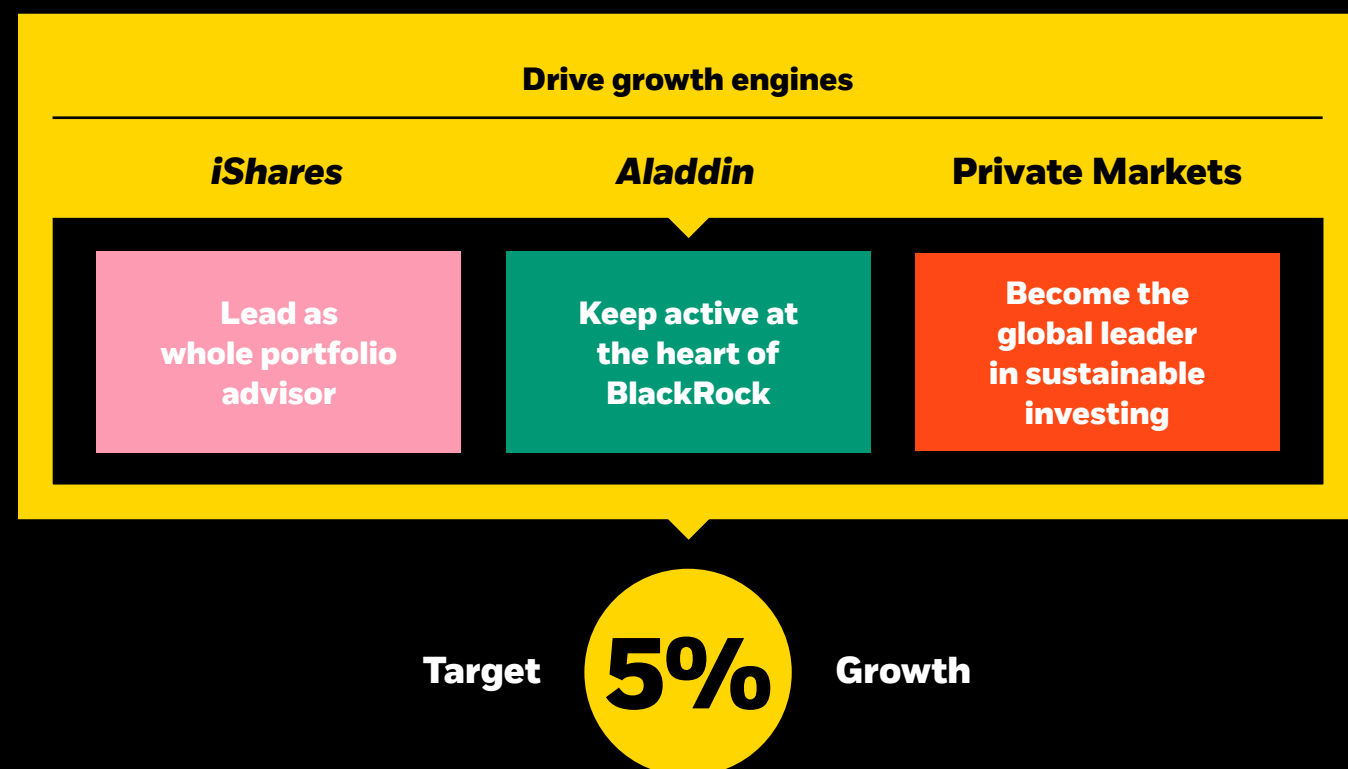 Drive growth engines
iShares
Aladdin
Private Markets
Lead as
whole portfolio
advisor
Keep active at
the heart of
BlackRock
Become the
global leader
in sustainable
investing
Target 5% Growth